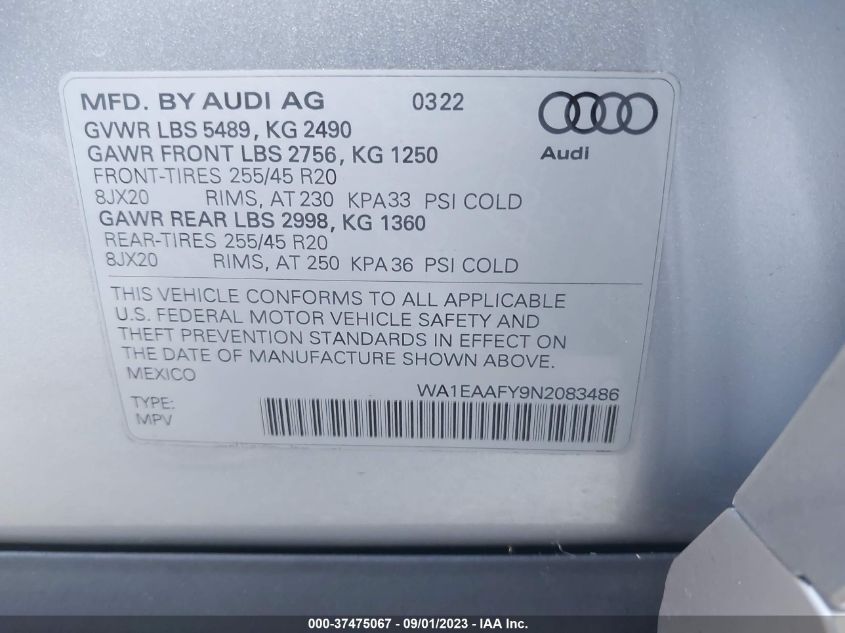 MFD. BY AUDI AG 0322
GVWR LBS 5489, KG 2490
GAWR FRONT LBS 2756, KG 1250
Audi
FRONT-TIRES 255/45 R20
8JX20 RIMS, AT 230 KPA33 PSI COLD
GAWR REAR LBS 2998, KG 1360
REAR-TIRES 255/45 R20
8JX20 RIMS, AT 250 KPA36 PSI COLD
THIS VEHICLE CONFORMS TO ALL APPLICABLE
U.S. FEDERAL MOTOR VEHICLE SAFETY AND
THEFT PREVENTION STANDARDS IN EFFECT ON
THE DATE OF MANUFACTURE SHOWN ABOVE.
MEXICO
WA1EAAFY9N2083486
TYPE:
MPV
000-37475067 - 09/01/2023 - IAA Inc.